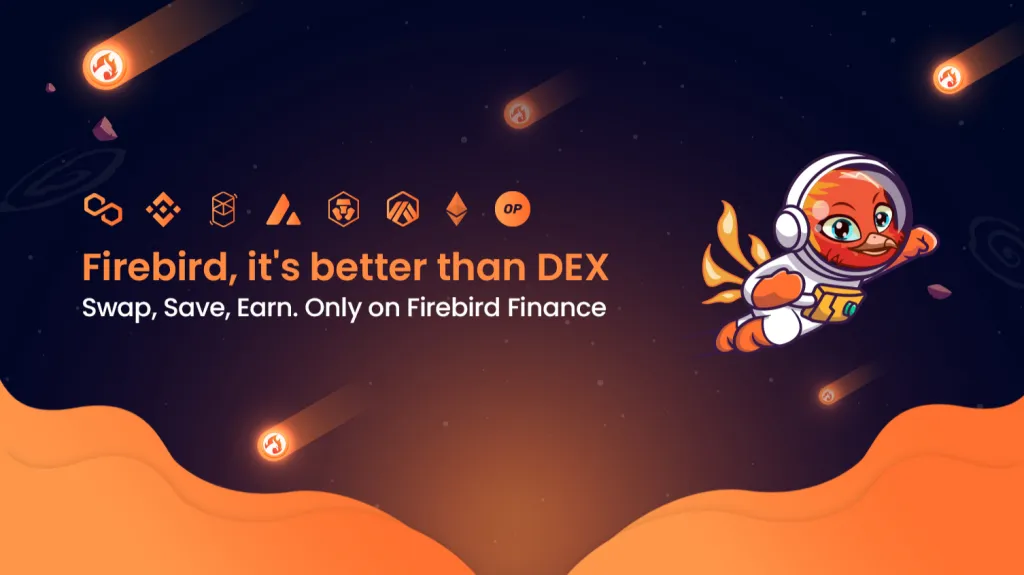 OP
Firebird, it's better than DEX
Swap, Save, Earn. Only on Firebird Finance